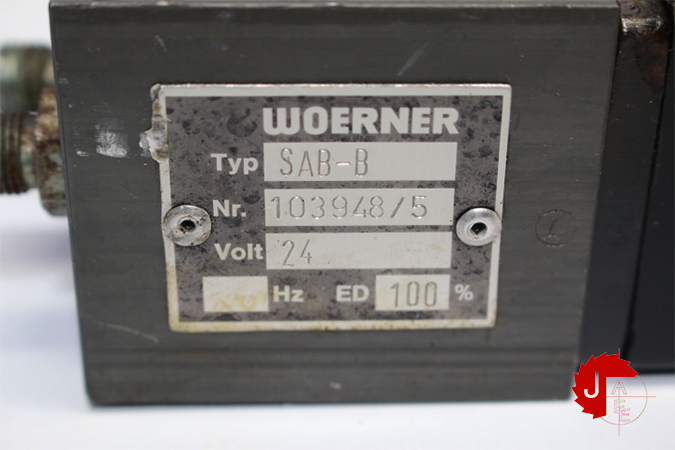 WOERNER
Typ SAB-B
Nr. 103948/5
Volt 24
Hz ED 100 %
J